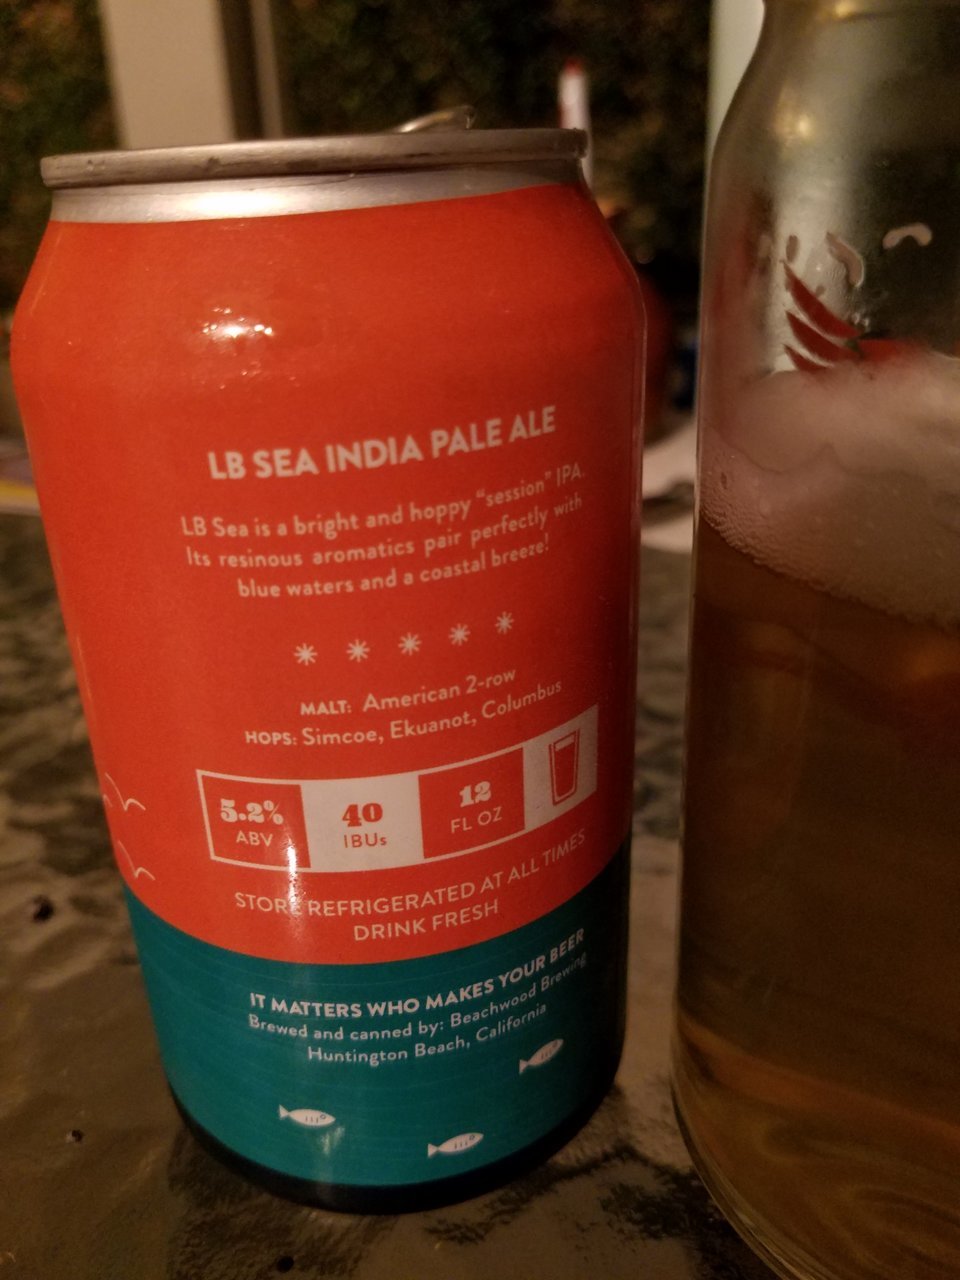 LB SEA INDIA PALE ALE
LB Sea is a bright and hoppy “session” IPA.
Its resinous aromatics pair perfectly with
blue waters and a coastal breeze!
MALT: American 2-row
HOPS: Simcoe, Ekuanot, Columbus
5.2% ABV
40 IBUs
12 FL OZ
STORE REFRIGERATED AT ALL TIMES
DRINK FRESH
IT MATTERS WHO MAKES YOUR BEER
Brewed and canned by: Beachwood Brewing
Huntington Beach, California